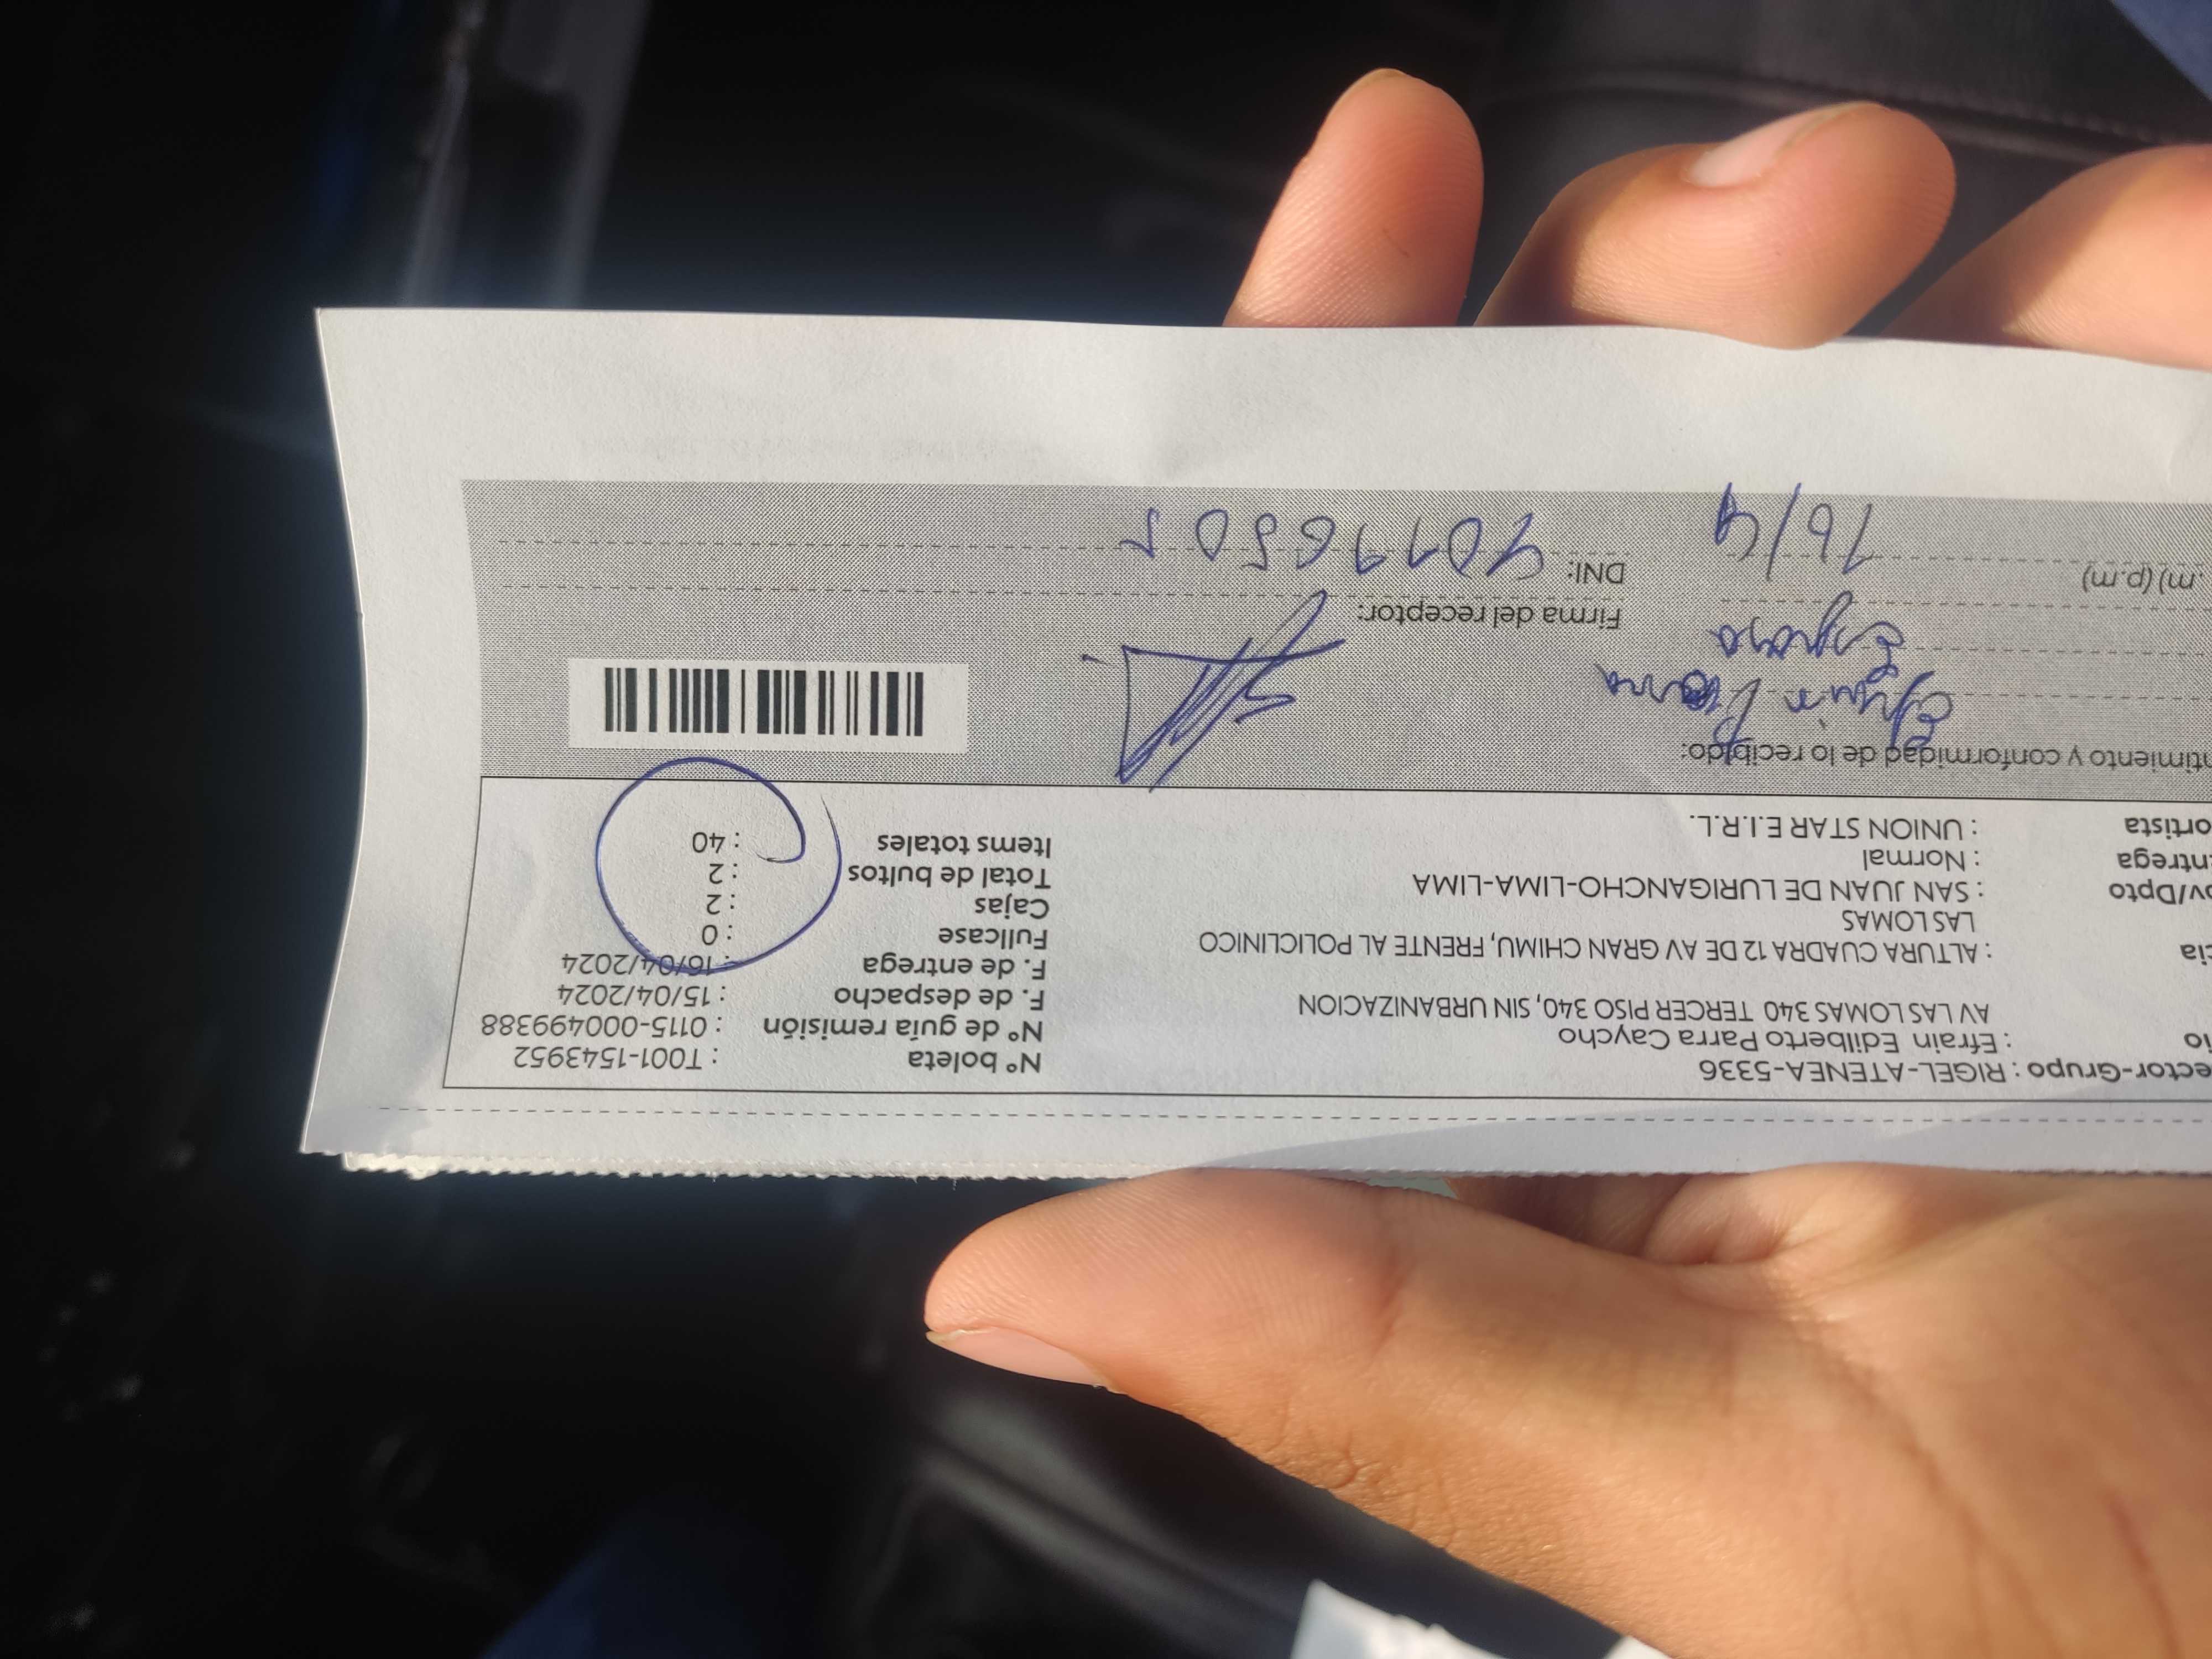 ector-Grupo : RIGEL-ATENEA-5336
io : Efrain Edilberto Parra Caycho
AV LAS LOMAS 340 TERCER PISO 340, SIN URBANIZACION
cia : ALTURA CUADRA 12 DE AV GRAN CHIMU, FRENTE AL POLICLINICO
LAS LOMAS
ov/Dpto : SAN JUAN DE LURIGANCHO-LIMA-LIMA
ntrega : Normal
ortista : UNION STAR E.I.R.L.
N° boleta : T001-1543952
N° de guía remisión : 0115-000499388
F. de despacho : 15/04/2024
F. de entrega : 16/04/2024
Fullcase : 0
Cajas : 2
Total de bultos : 2
Items totales : 40
ntimiento y conformidad de lo recibido:
Efrain Parra
Esposo
Firma del receptor:
.m) (p.m) 16/4
DNI: